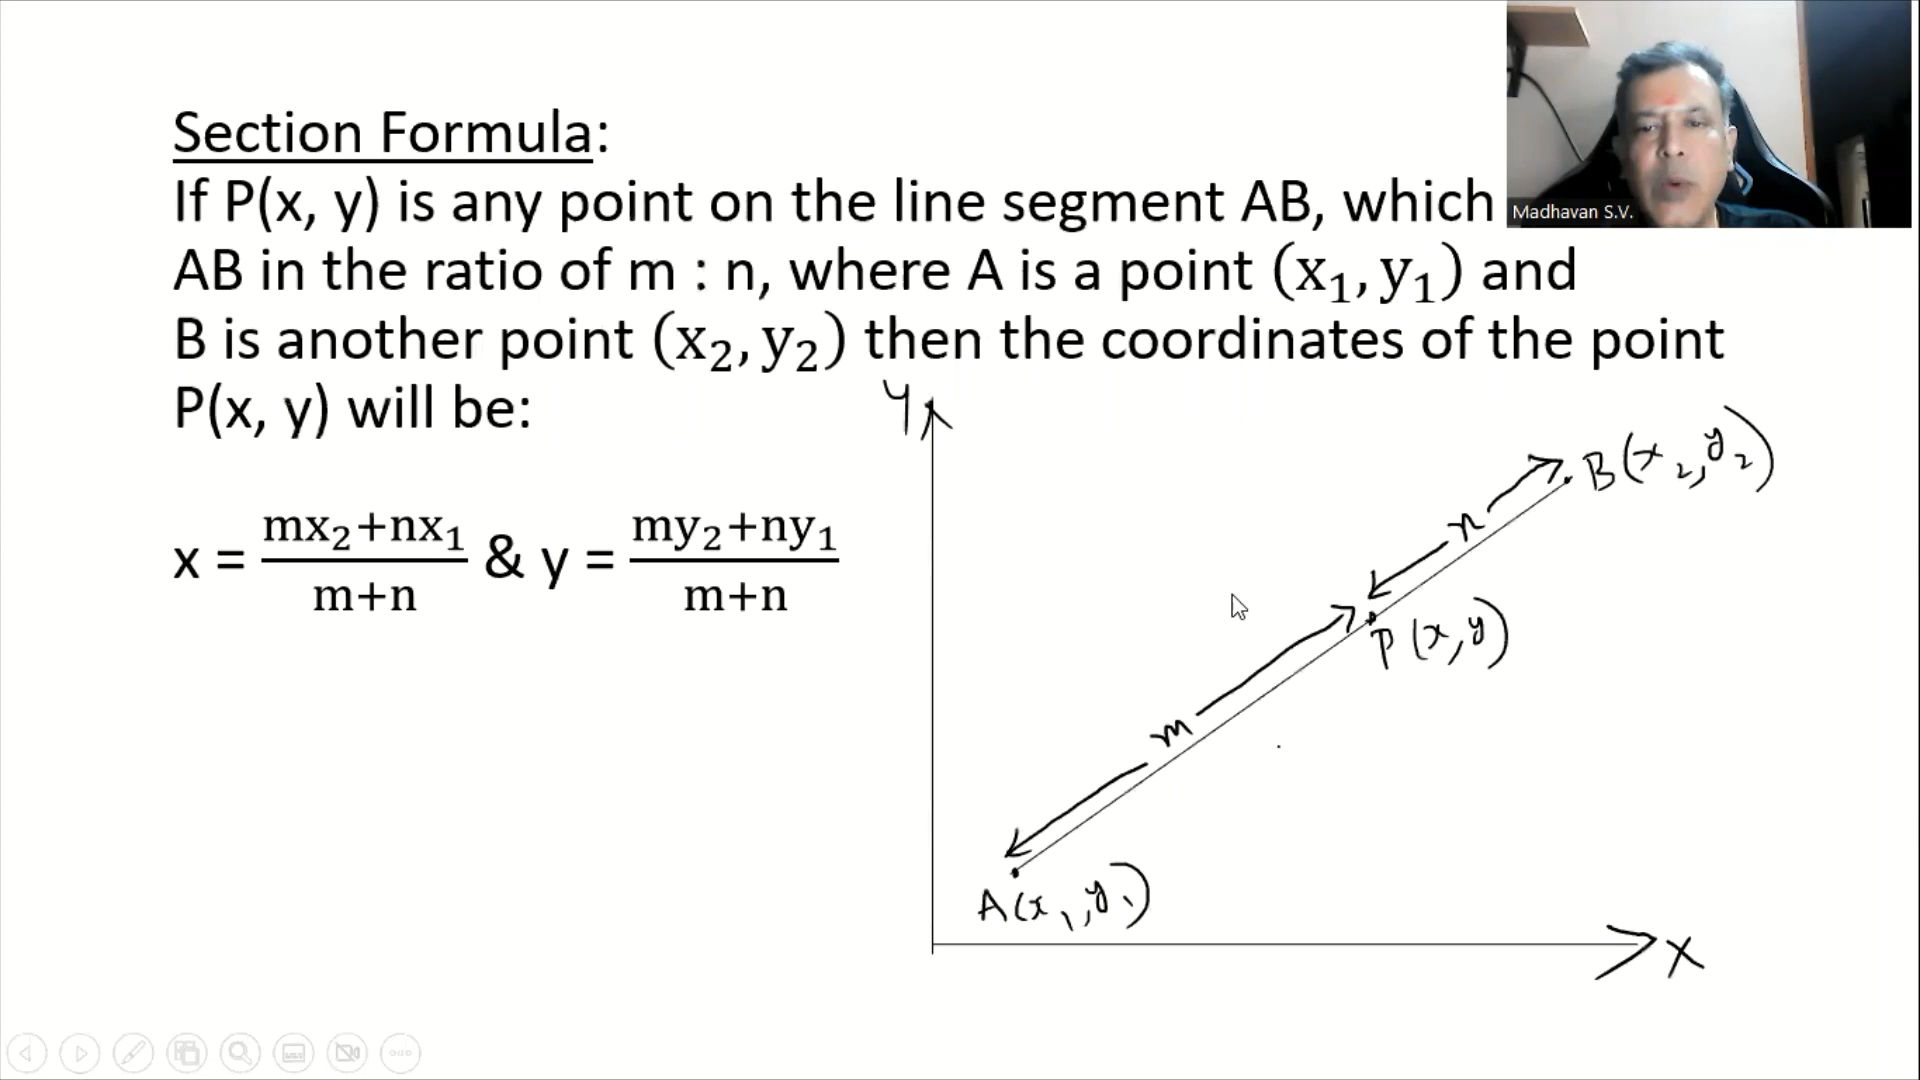 Section Formula:
If P(x, y) is any point on the line segment AB, which
AB in the ratio of m : n, where A is a point (x₁, y₁) and
B is another point (x₂, y₂) then the coordinates of the point
P(x, y) will be:
x = (mx₂+nx₁)/(m+n) & y = (my₂+ny₁)/(m+n)
Madhavan S.V.
Y
B(x₂, y₂)
n
P(x, y)
m
A(x₁, y₁)
X